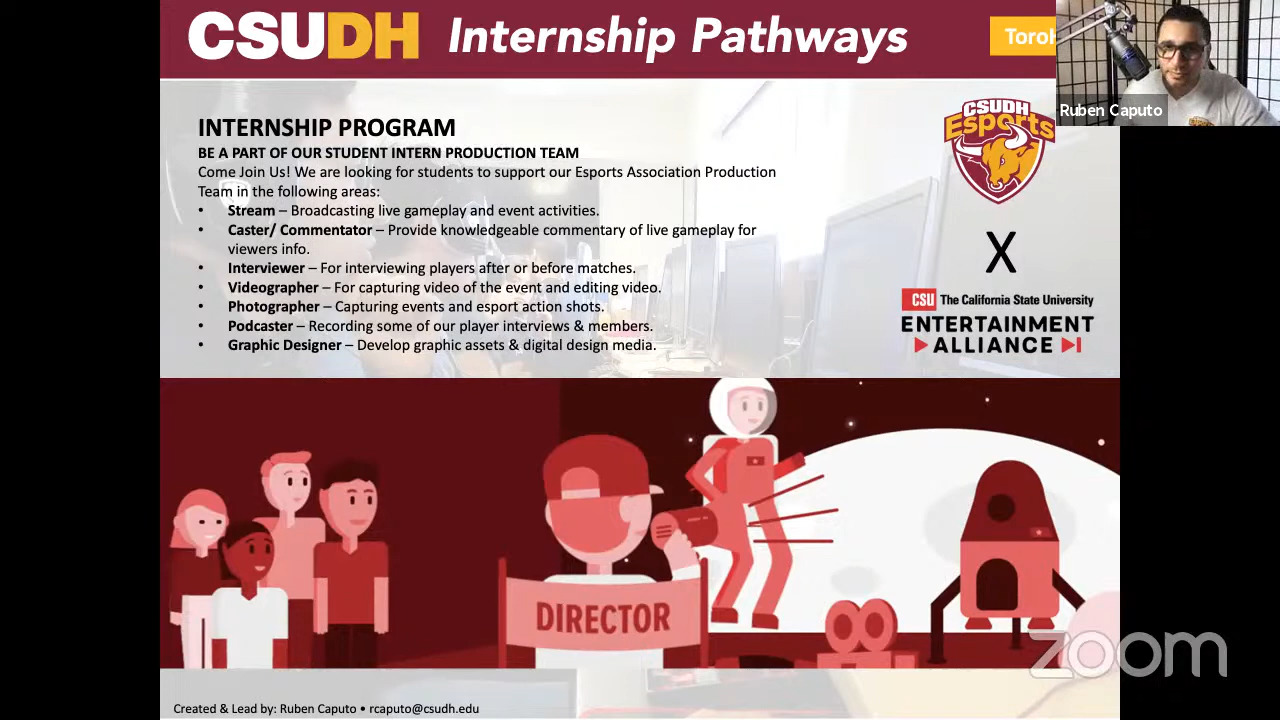 CSUDH Internship Pathways
Ruben Caputo
INTERNSHIP PROGRAM
BE A PART OF OUR STUDENT INTERN PRODUCTION TEAM
Come Join Us! We are looking for students to support our Esports Association Production
Team in the following areas:
• Stream – Broadcasting live gameplay and event activities.
• Caster/ Commentator – Provide knowledgeable commentary of live gameplay for
viewers info.
• Interviewer – For interviewing players after or before matches.
• Videographer – For capturing video of the event and editing video.
• Photographer – Capturing events and esport action shots.
• Podcaster – Recording some of our player interviews & members.
• Graphic Designer – Develop graphic assets & digital design media.
CSUDH
Esports
X
CSU The California State University
ENTERTAINMENT
ALLIANCE
DIRECTOR
zoom
Created & Lead by: Ruben Caputo • rcaputo@csudh.edu